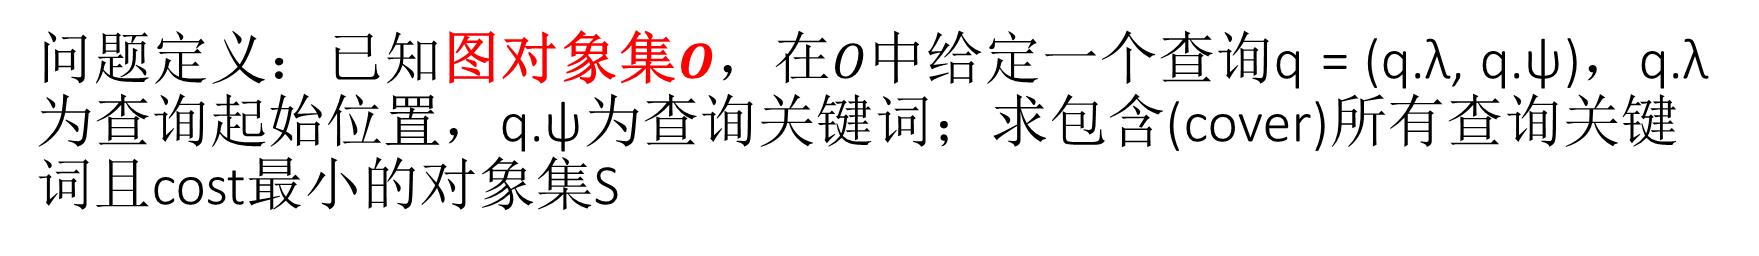 问题定义：已知图对象集O，在O中给定一个查询q = (q.λ, q.ψ)，q.λ
为查询起始位置，q.ψ为查询关键词；求包含(cover)所有查询关键
词且cost最小的对象集S